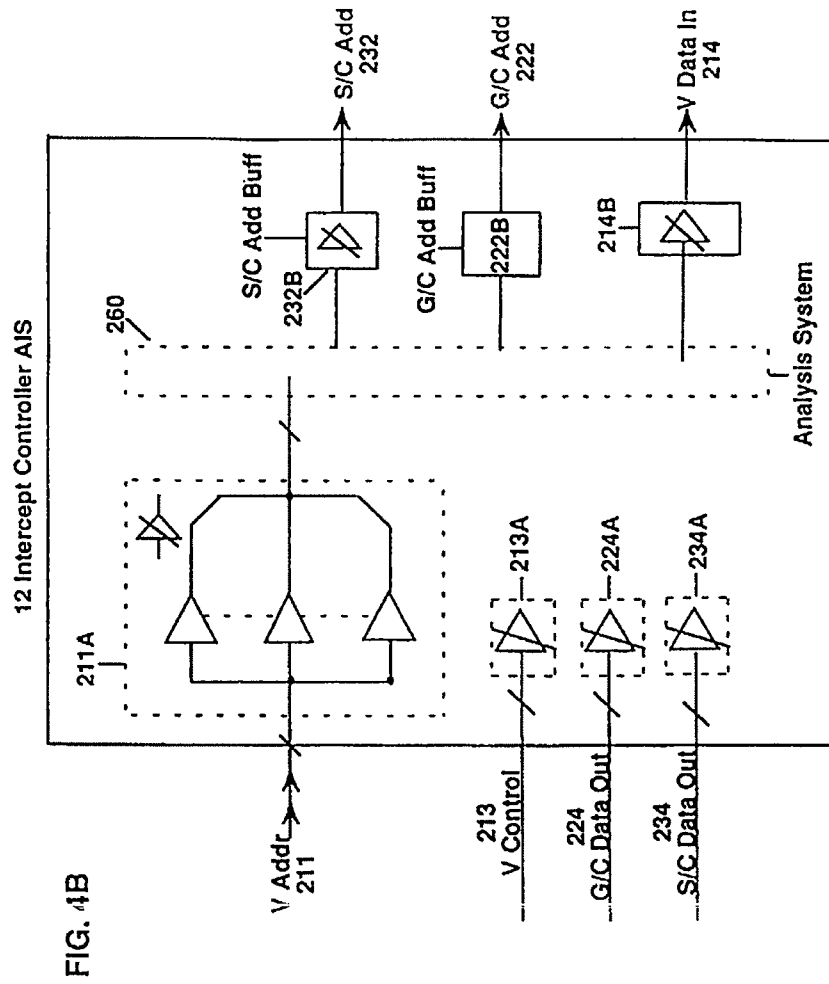 FIG. 4B
12 Intercept Controller AIS
V Addr
211
211A
260
S/C Add Buff
232B
S/C Add
232
G/C Add Buff
222B
G/C Add
222
214B
V Data In
214
Analysis System
213
V Control
213A
224
G/C Data Out
224A
234
S/C Data Out
234A